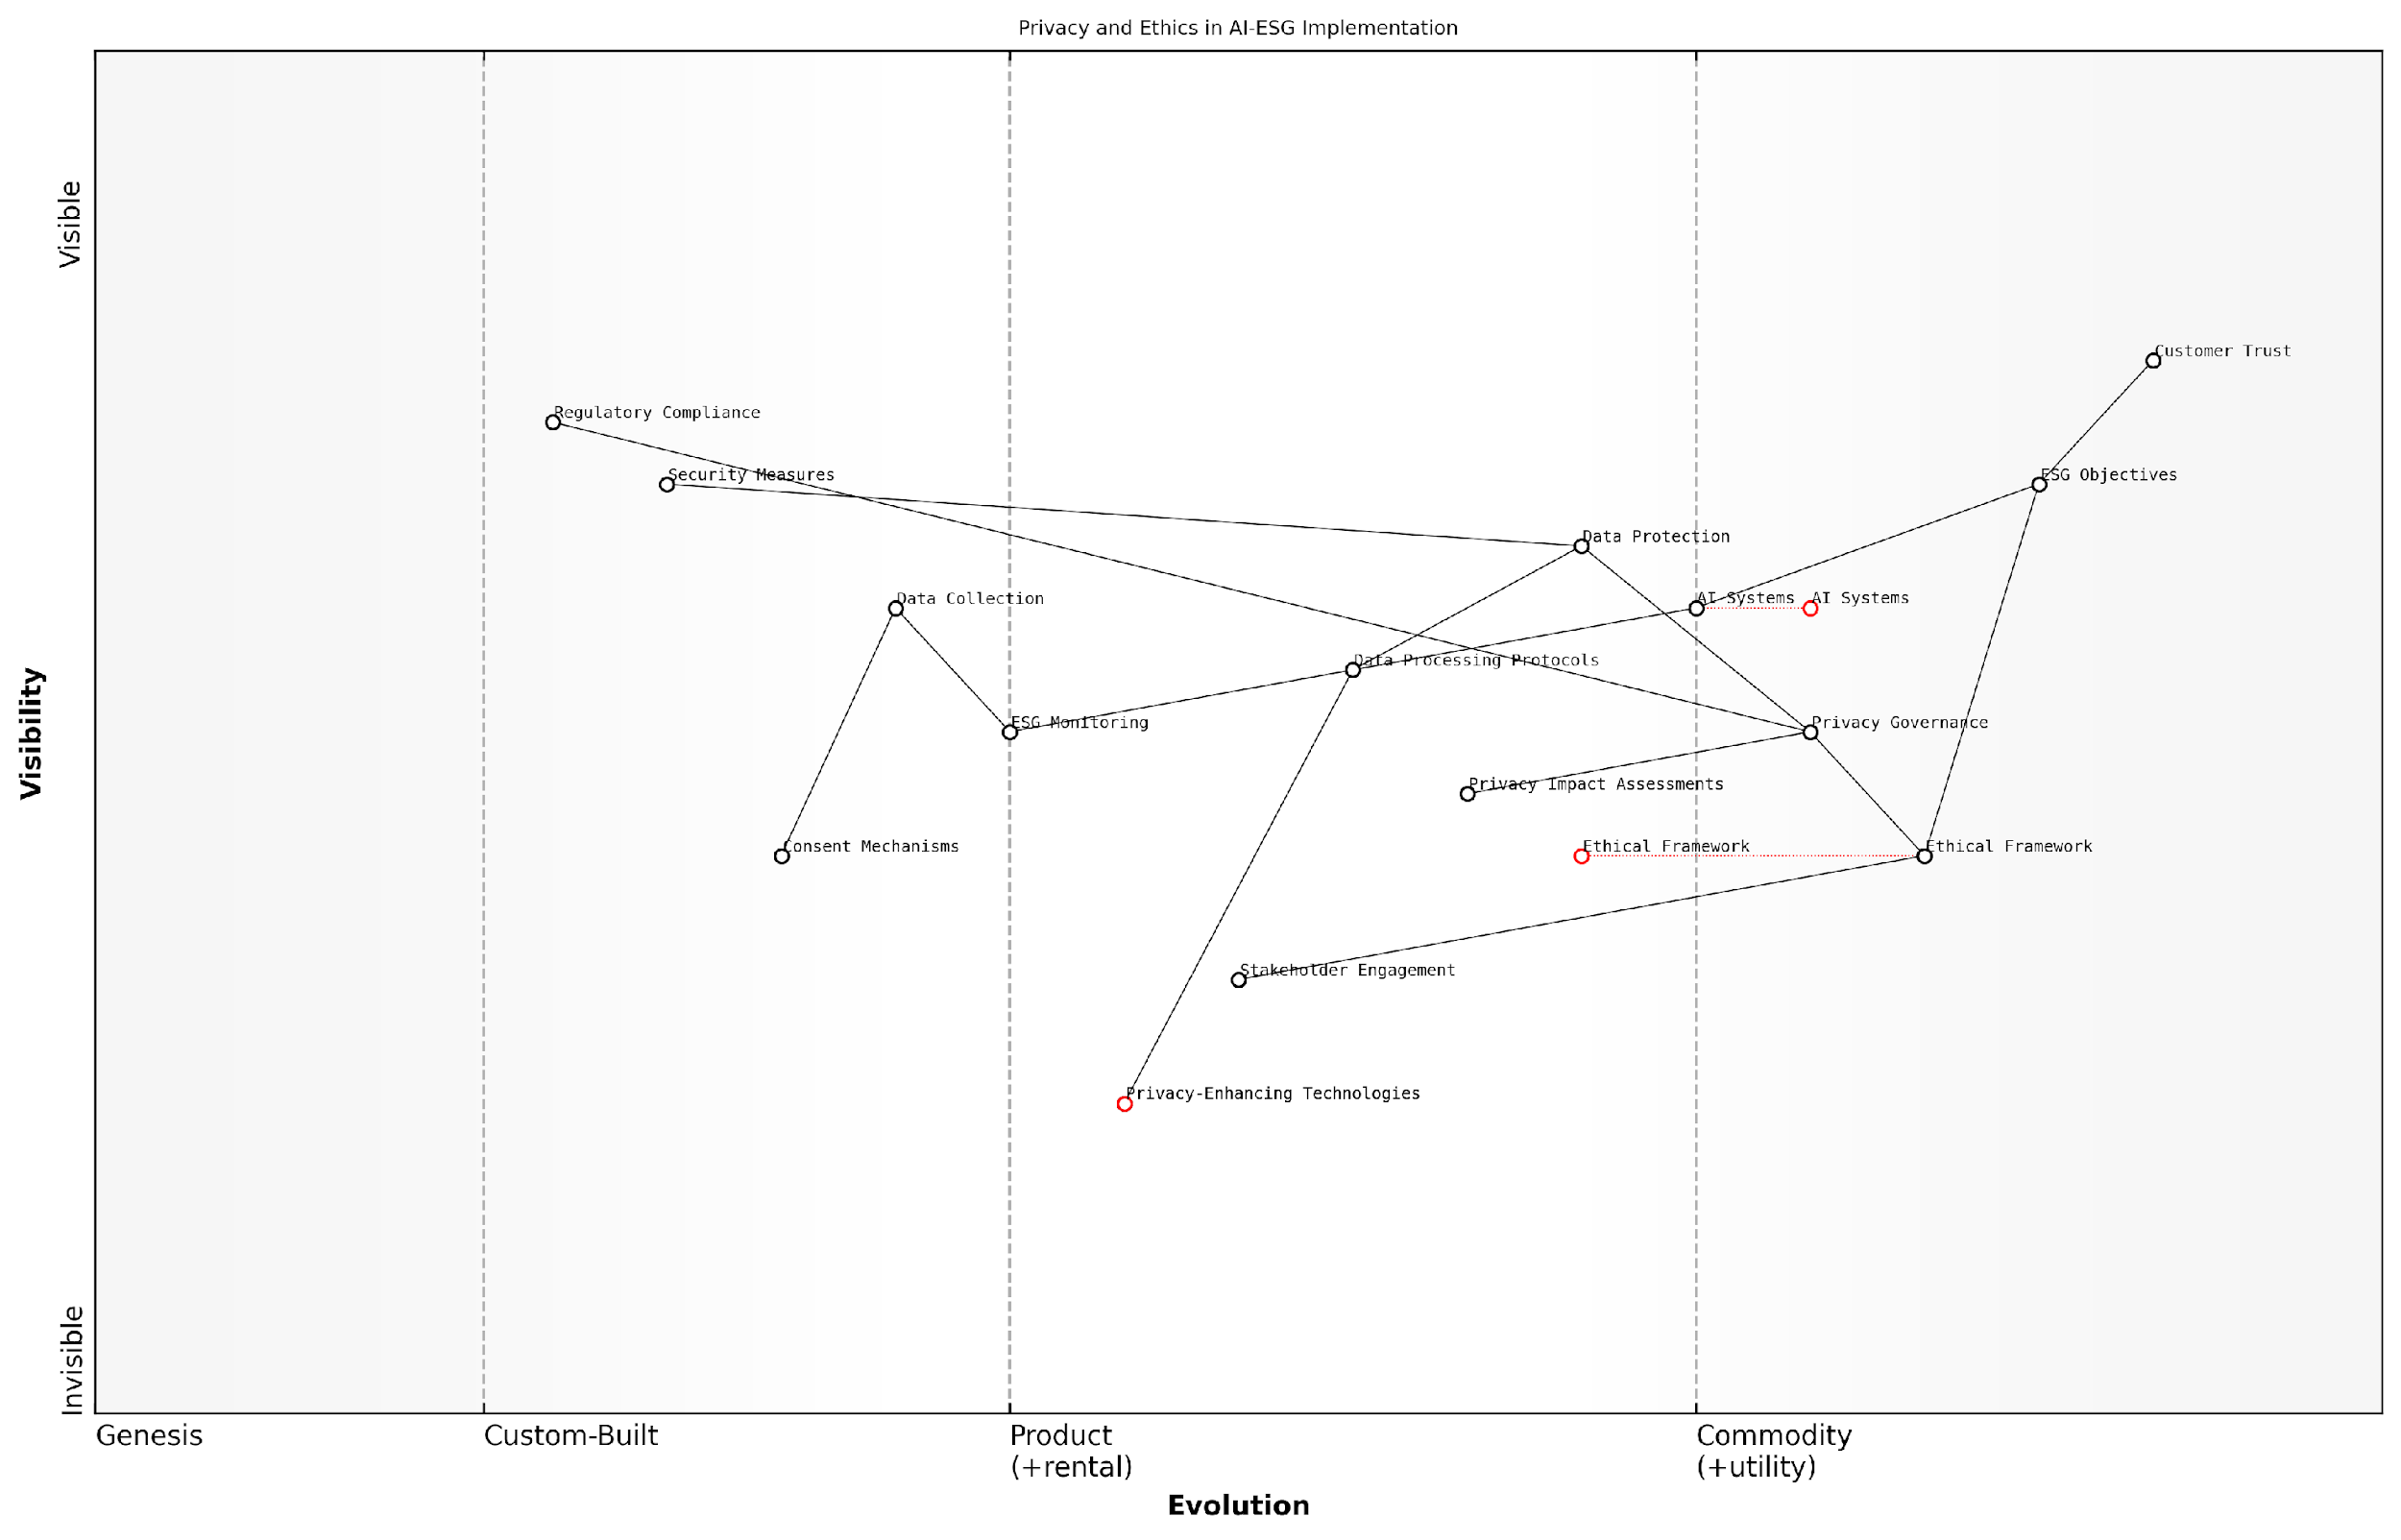 Privacy and Ethics in AI-ESG Implementation
Visible
Customer Trust
Regulatory Compliance
Security Measures
ESG Objectives
Data Protection
Data Collection
AI Systems
AI Systems
Data Processing Protocols
ESG Monitoring
Privacy Governance
Privacy Impact Assessments
Consent Mechanisms
Ethical Framework
Ethical Framework
Stakeholder Engagement
Privacy-Enhancing Technologies
Visibility
Invisible
Genesis
Custom-Built
Product
(+rental)
Commodity
(+utility)
Evolution